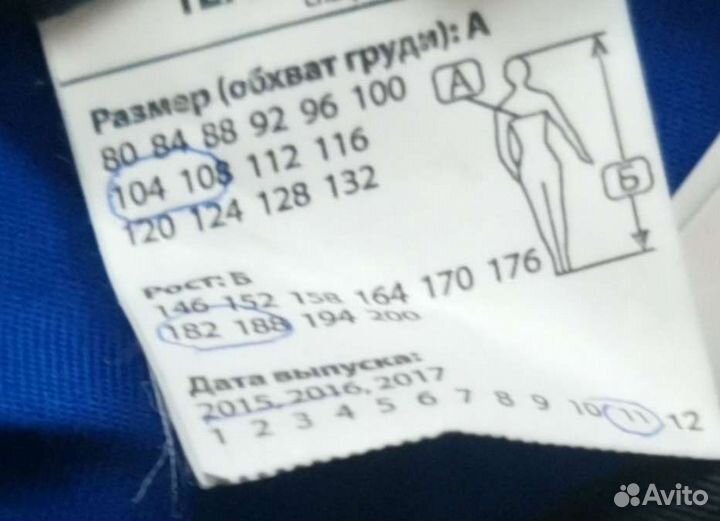 Размер (обхват груди): А
80 84 88 92 96 100
104 108 112 116
120 124 128 132
А
Б
Рост: Б
146 152 158 164 170 176
182 188 194 200
Дата выпуска:
2015, 2016, 2017
1 2 3 4 5 6 7 8 9 10 11 12
Avito